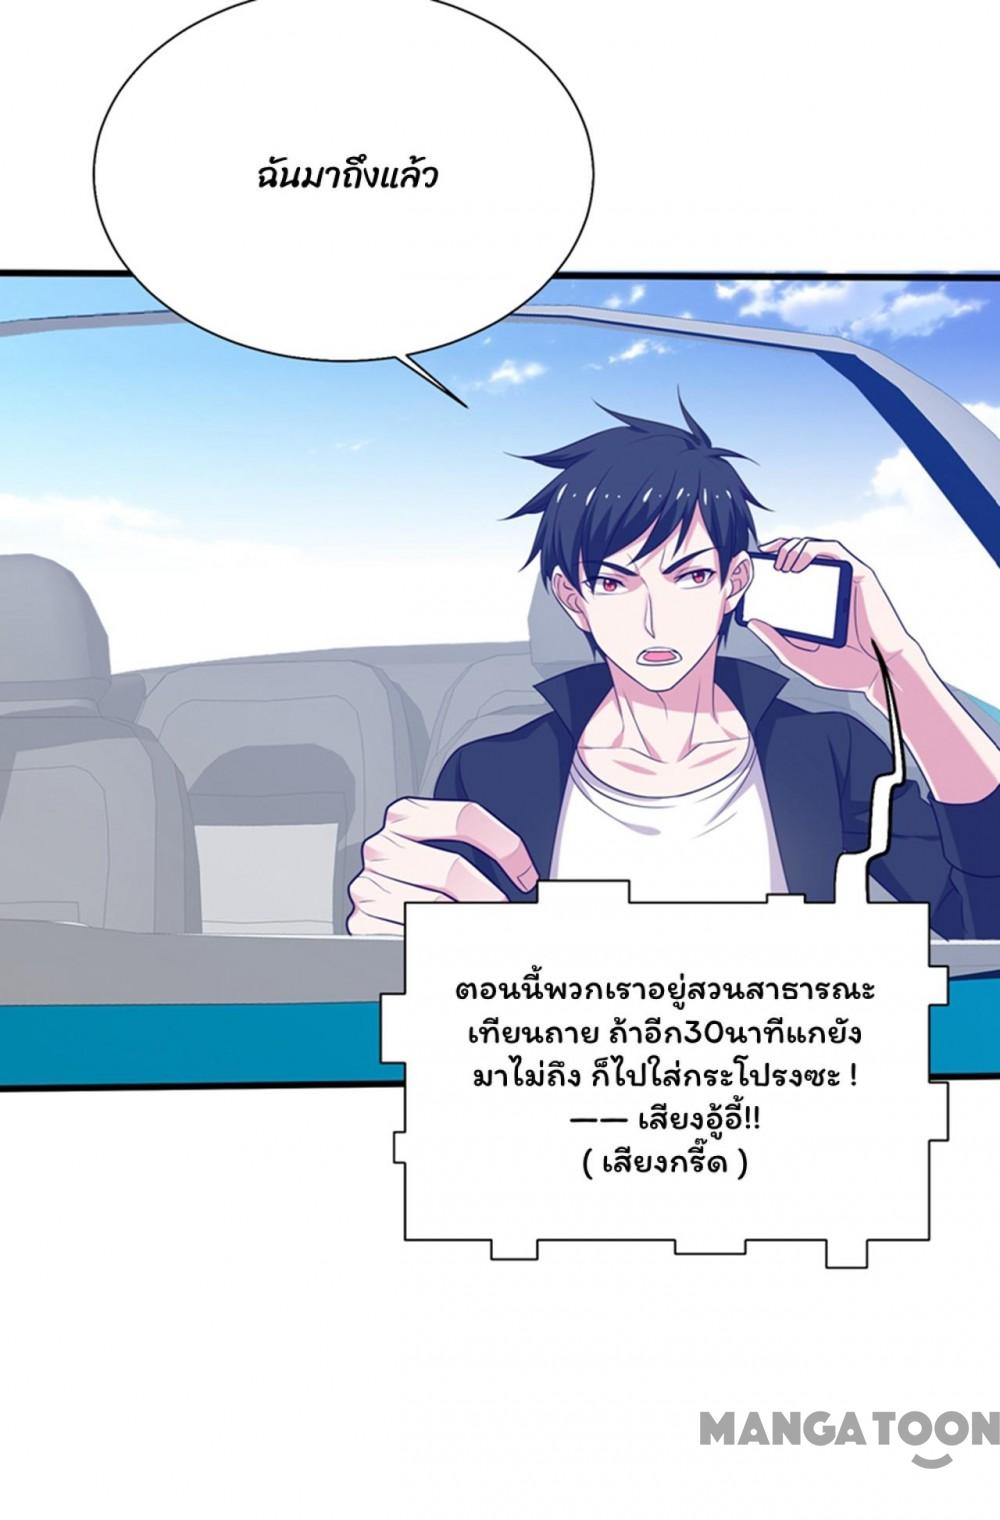 ฉันมาถึงแล้ว
ตอนนี้พวกเราอยู่สวนสาธารณะ
เทียนถาย ถ้าอีก30นาทีแกยัง
มาไม่ถึง ก็ไปใส่กระโปรงซะ !
—— เสียงอู้อี้!!
( เสียงกรี๊ด )
MANGATOON